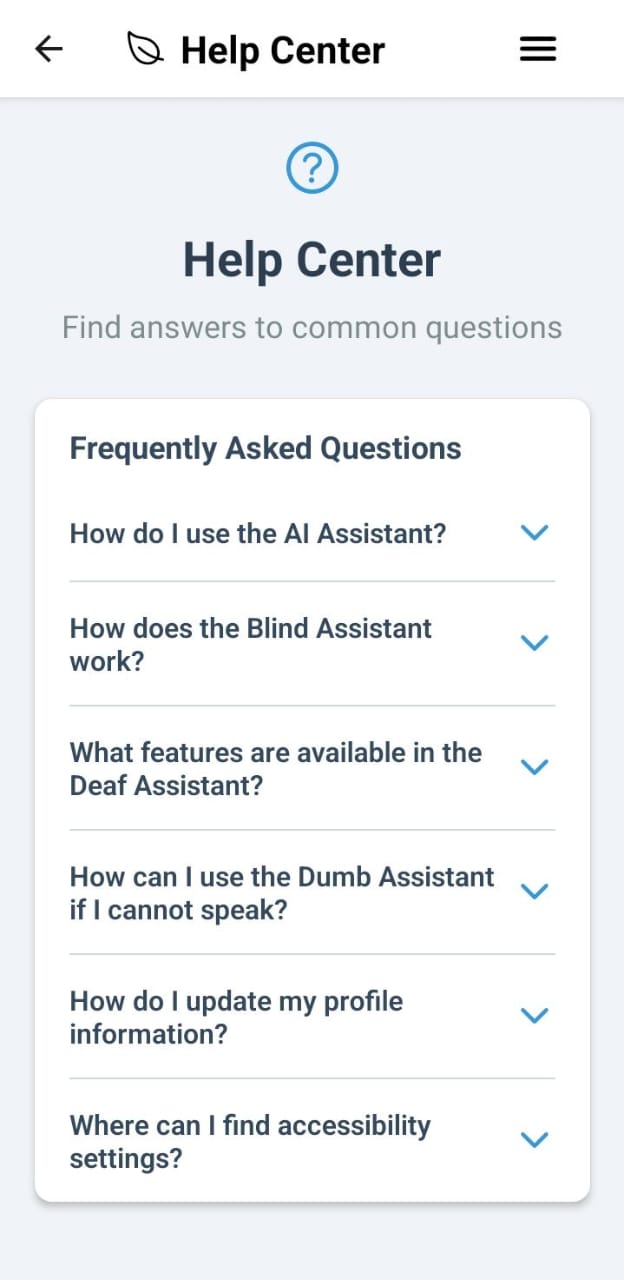 Help Center
Help Center
Find answers to common questions
Frequently Asked Questions
How do I use the AI Assistant?
How does the Blind Assistant
work?
What features are available in the
Deaf Assistant?
How can I use the Dumb Assistant
if I cannot speak?
How do I update my profile
information?
Where can I find accessibility
settings?